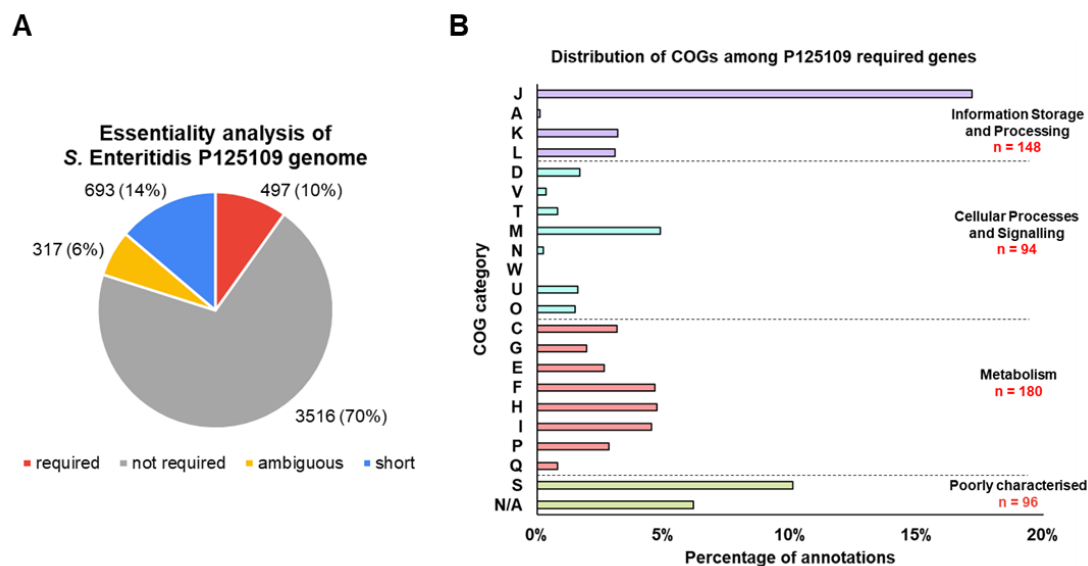 A
Essentiality analysis of
S. Enteritidis P125109 genome
693 (14%)
497 (10%)
317 (6%)
3516 (70%)
required
not required
ambiguous
short
B
Distribution of COGs among P125109 required genes
COG category
J
A
K
L
D
V
T
M
N
W
U
O
C
G
E
F
H
I
P
Q
S
N/A
Information Storage
and Processing
n = 148
Cellular Processes
and Signalling
n = 94
Metabolism
n = 180
Poorly characterised
n = 96
0%
5%
10%
15%
20%
Percentage of annotations